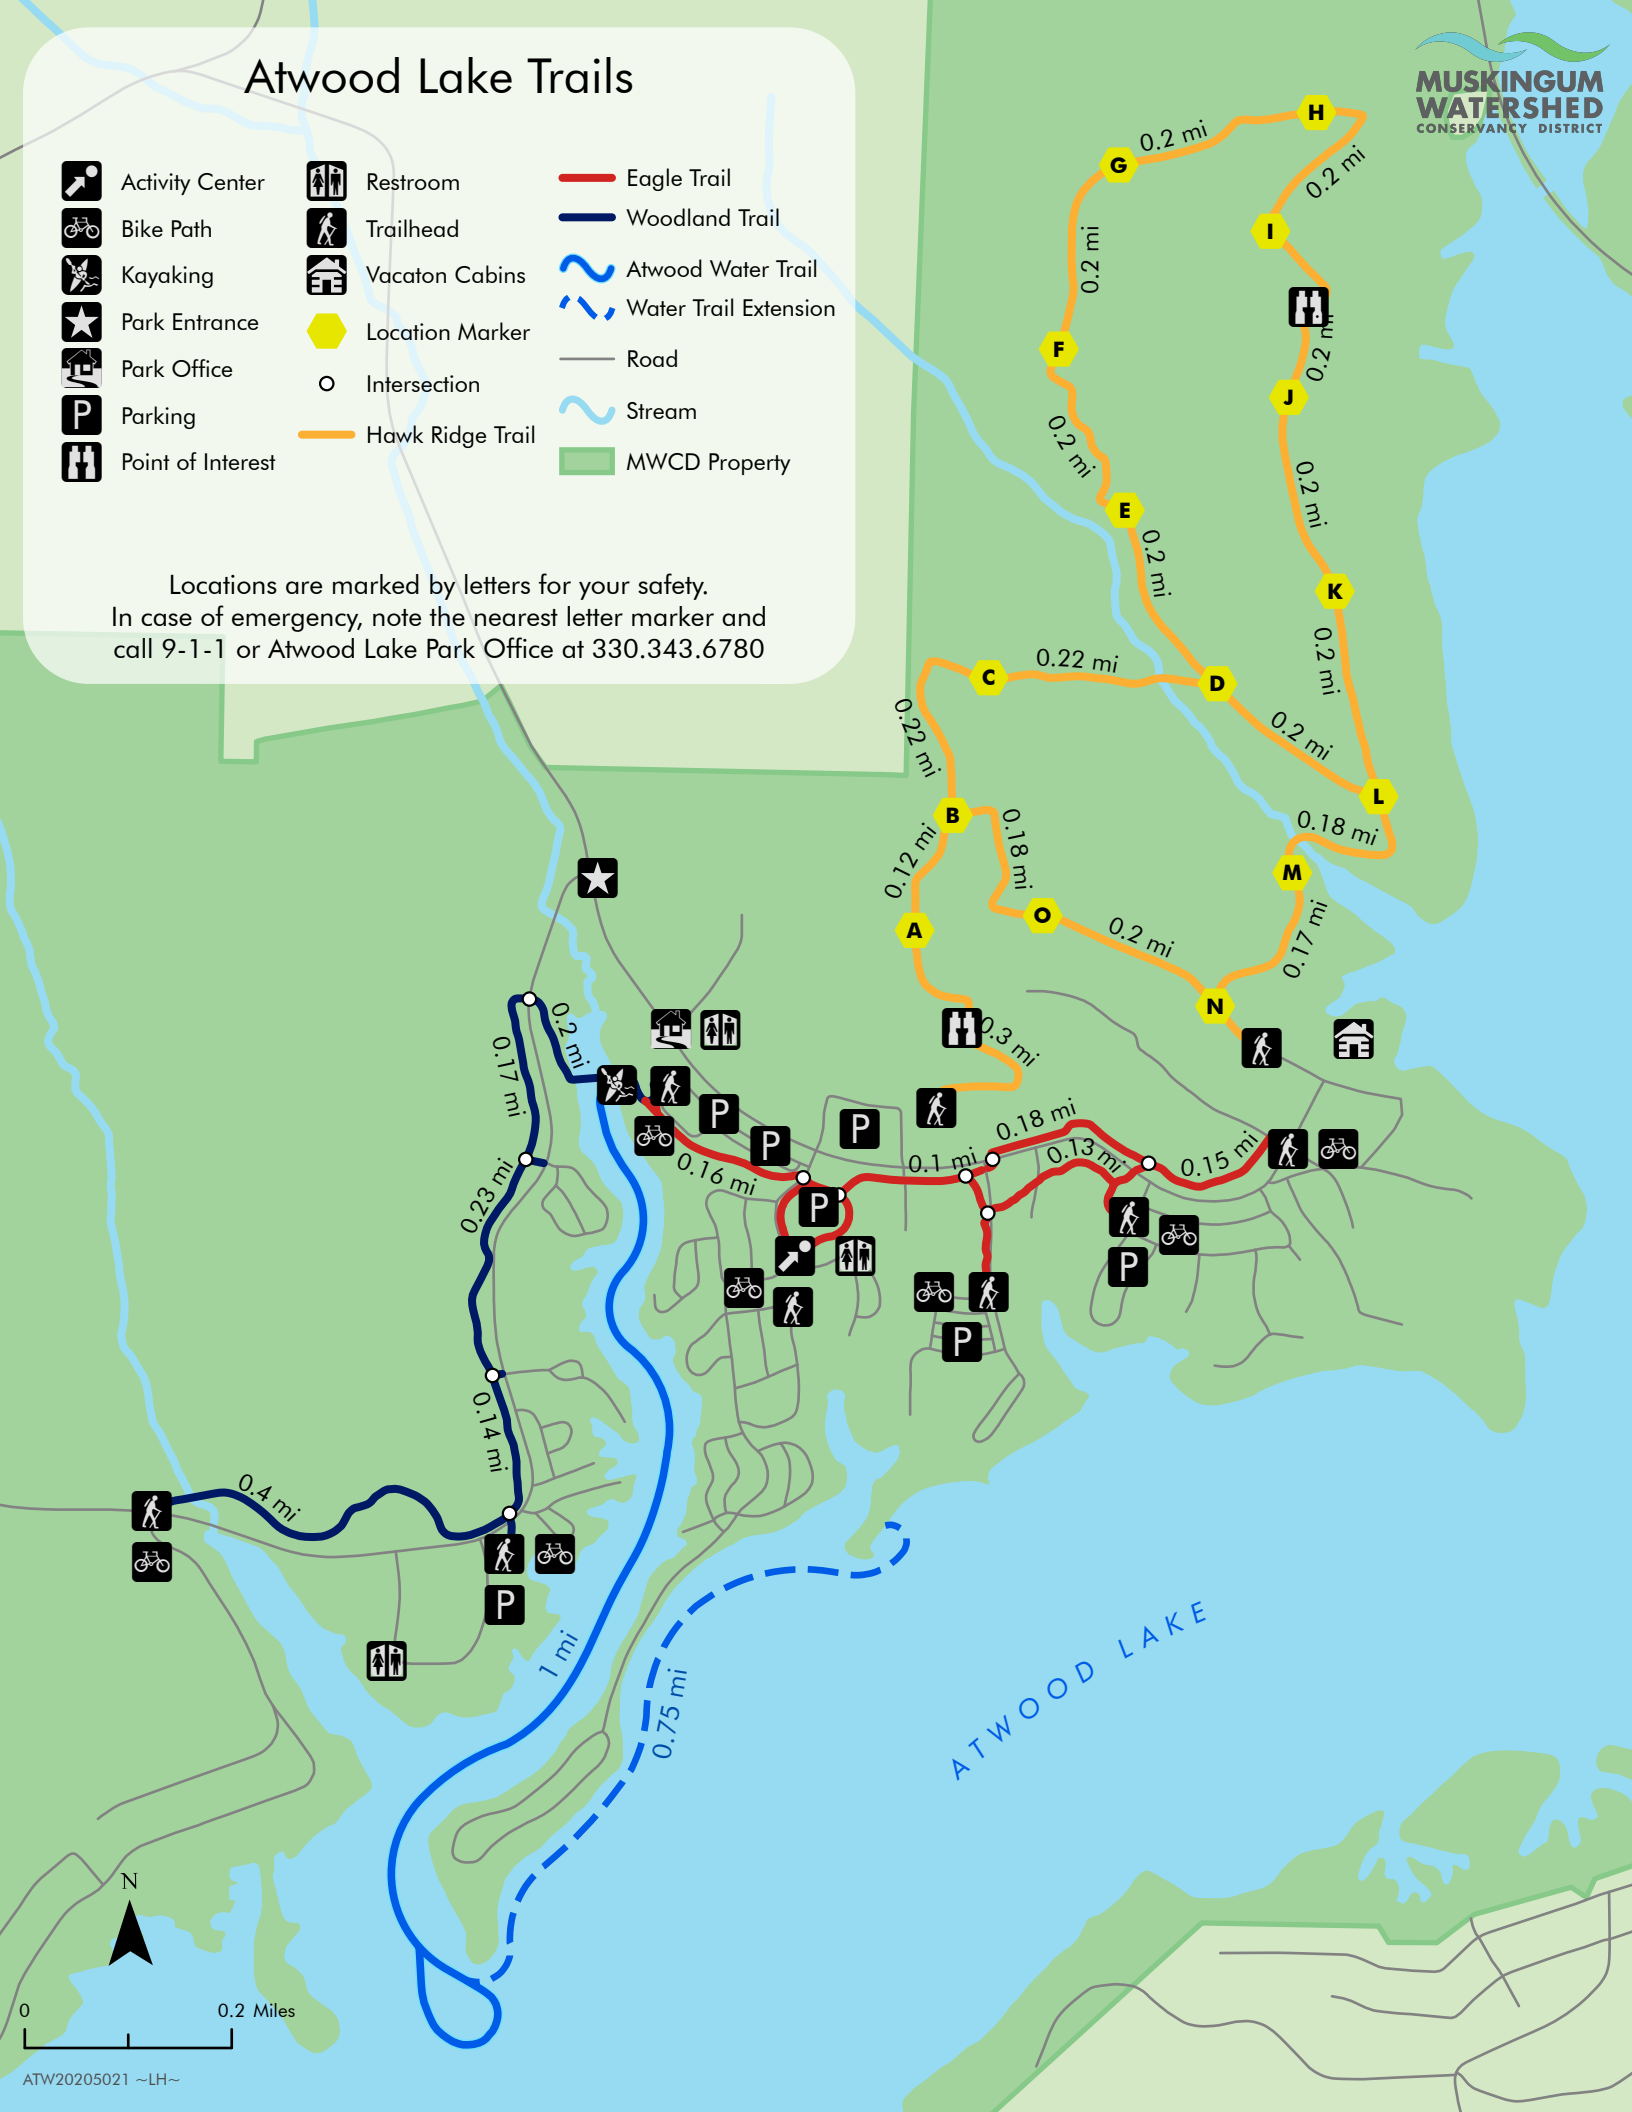 Atwood Lake Trails
Activity Center
Bike Path
Kayaking
Park Entrance
Park Office
P
Parking
Point of Interest
Restroom
Trailhead
Vacaton Cabins
Location Marker
Intersection
Hawk Ridge Trail
Eagle Trail
Woodland Trail
Atwood Water Trail
Water Trail Extension
Road
Stream
MWCD Property
Locations are marked by letters for your safety.
In case of emergency, note the nearest letter marker and
call 9-1-1 or Atwood Lake Park Office at 330.343.6780
MUSKINGUM
WATERSHED
CONSERVANCY DISTRICT
H
0.2 mi
G
0.2 mi
I
0.2 mi
0.2 mi
F
J
0.2 mi
0.2 mi
E
0.2 mi
K
0.2 mi
C
0.22 mi
D
0.22 mi
0.2 mi
L
B
0.18 mi
0.12 mi
0.18 mi
M
A
O
0.2 mi
0.17 mi
N
0.3 mi
0.2 mi
0.17 mi
P
P
P
0.18 mi
0.16 mi
0.1 mi
0.13 mi
0.15 mi
0.23 mi
P
P
P
0.14 mi
0.4 mi
P
1 mi
0.75 mi
ATWOOD LAKE
N
0
0.2 Miles
ATW20205021 ~LH~